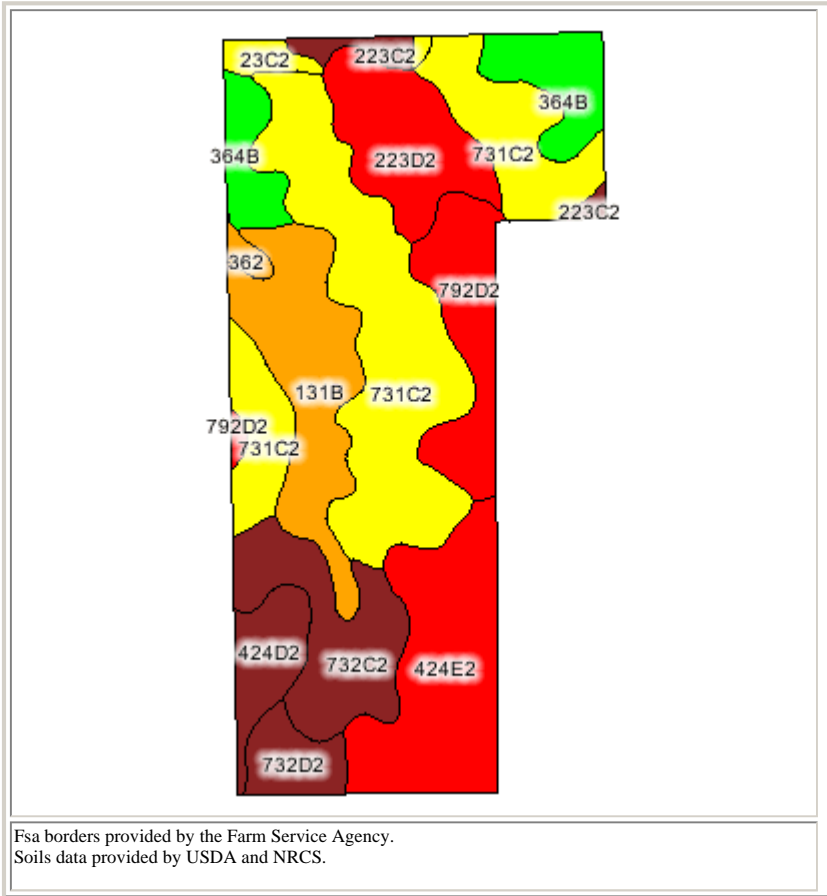 23C2
223C2
364B
364B
223D2
731C2
223C2
362
792D2
131B
731C2
792D2
731C2
424D2
732C2
424E2
732D2
Fsa borders provided by the Farm Service Agency.
Soils data provided by USDA and NRCS.